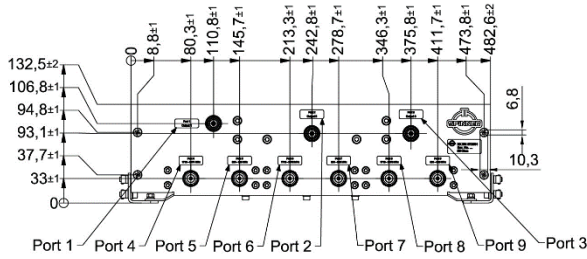 0
8,8±1
80,3±1
110,8±1
145,7±1
213,3±1
242,8±1
278,7±1
346,3±1
375,8±1
411,7±1
473,8±1
482,6±2
132,5±2
106,8±1
94,8±1
93,1±1
37,7±1
33±1
0
6,8
10,3
SPINNER
Port 1
Port 4
Port 5
Port 6
Port 2
Port 7
Port 8
Port 9
Port 3